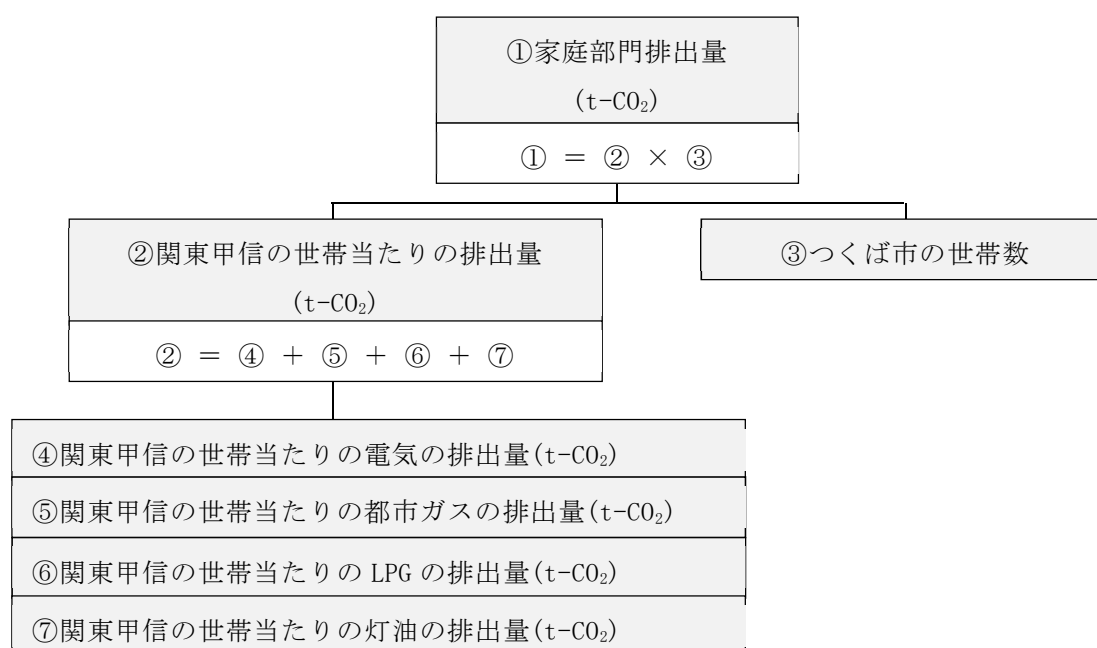 ①家庭部門排出量
(t-CO₂)
① = ② × ③
②関東甲信の世帯当たりの排出量
(t-CO₂)
② = ④ + ⑤ + ⑥ + ⑦
③つくば市の世帯数
④関東甲信の世帯当たりの電気の排出量(t-CO₂)
⑤関東甲信の世帯当たりの都市ガスの排出量(t-CO₂)
⑥関東甲信の世帯当たりの LPG の排出量(t-CO₂)
⑦関東甲信の世帯当たりの灯油の排出量(t-CO₂)